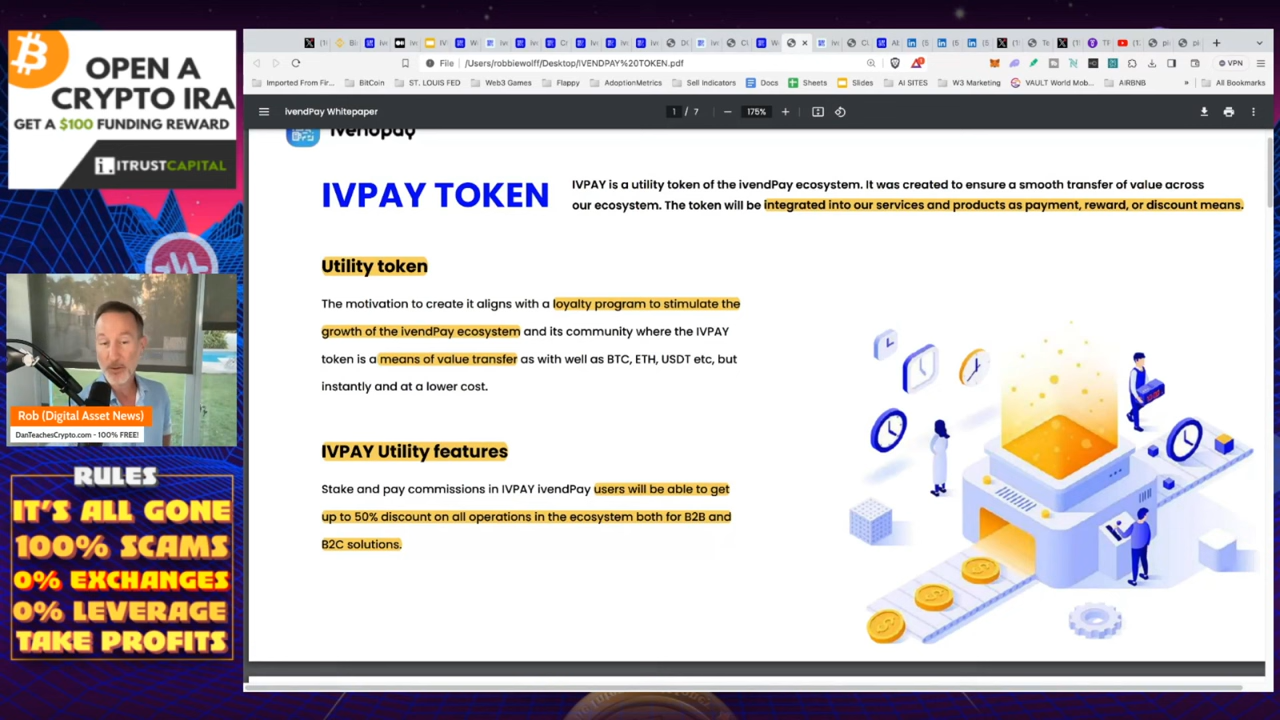 OPEN A
CRYPTO IRA
GET A $100 FUNDING REWARD
i. ITRUSTCAPITAL
Rob (Digital Asset News)
DanTeachesCrypto.com - 100% FREE!
RULES
IT'S ALL GONE
100% SCAMS
0% EXCHANGES
0% LEVERAGE
TAKE PROFITS
File
/Users/robbiewolff/Desktop/IVENDPAY%20TOKEN.pdf
VPN
Imported From Fir...
BitCoin
ST. LOUIS FED
Web3 Games
Flappy
AdoptionMetrics
Sell Indicators
Docs
Sheets
Slides
AI SITES
W3 Marketing
VAULT World Mob...
AIRBNB
»
All Bookmarks
ivendPay Whitepaper
1 / 7
175%
ivendpay
IVPAY TOKEN
IVPAY is a utility token of the ivendPay ecosystem. It was created to ensure a smooth transfer of value across
our ecosystem. The token will be integrated into our services and products as payment, reward, or discount means.
Utility token
The motivation to create it aligns with a loyalty program to stimulate the
growth of the ivendPay ecosystem and its community where the IVPAY
token is a means of value transfer as with well as BTC, ETH, USDT etc, but
instantly and at a lower cost.
IVPAY Utility features
Stake and pay commissions in IVPAY ivendPay users will be able to get
up to 50% discount on all operations in the ecosystem both for B2B and
B2C solutions.